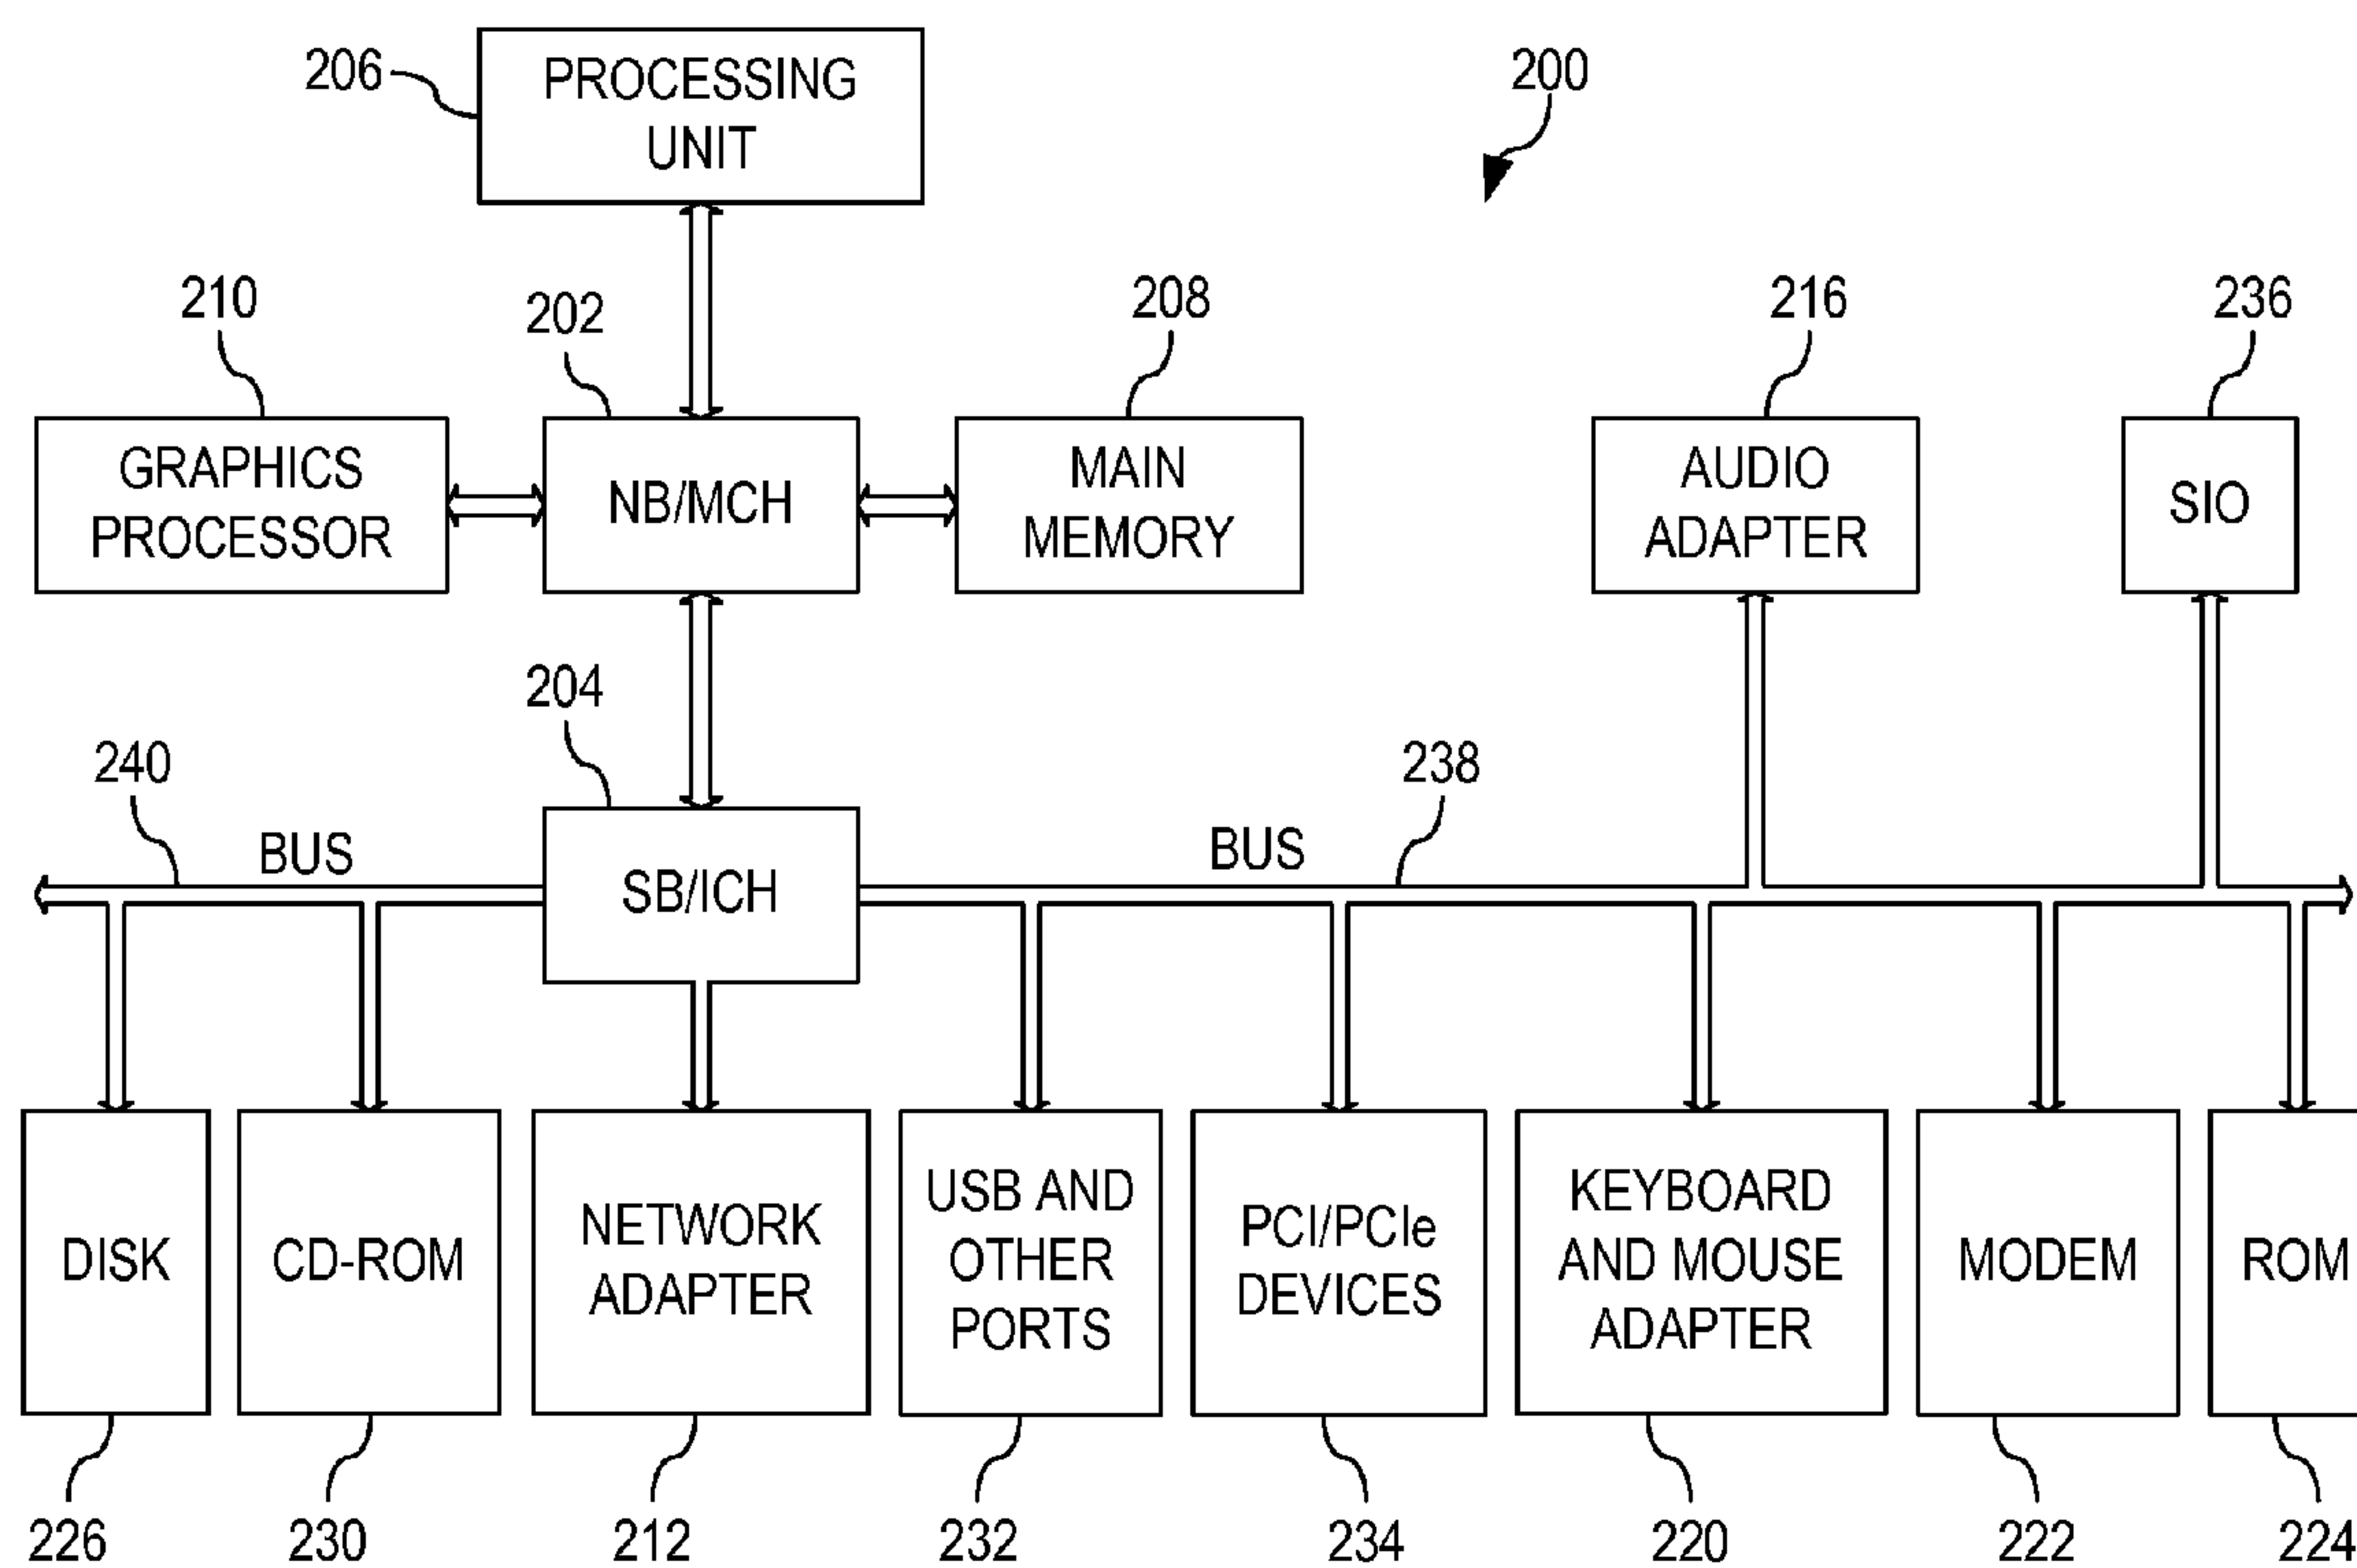 206
PROCESSING
UNIT
200
210
202
208
216
236
GRAPHICS
PROCESSOR
NB/MCH
MAIN
MEMORY
AUDIO
ADAPTER
SIO
204
240
238
BUS
SB/ICH
BUS
DISK
CD-ROM
NETWORK
ADAPTER
USB AND
OTHER
PORTS
PCI/PCIe
DEVICES
KEYBOARD
AND MOUSE
ADAPTER
MODEM
ROM
226
230
212
232
234
220
222
224